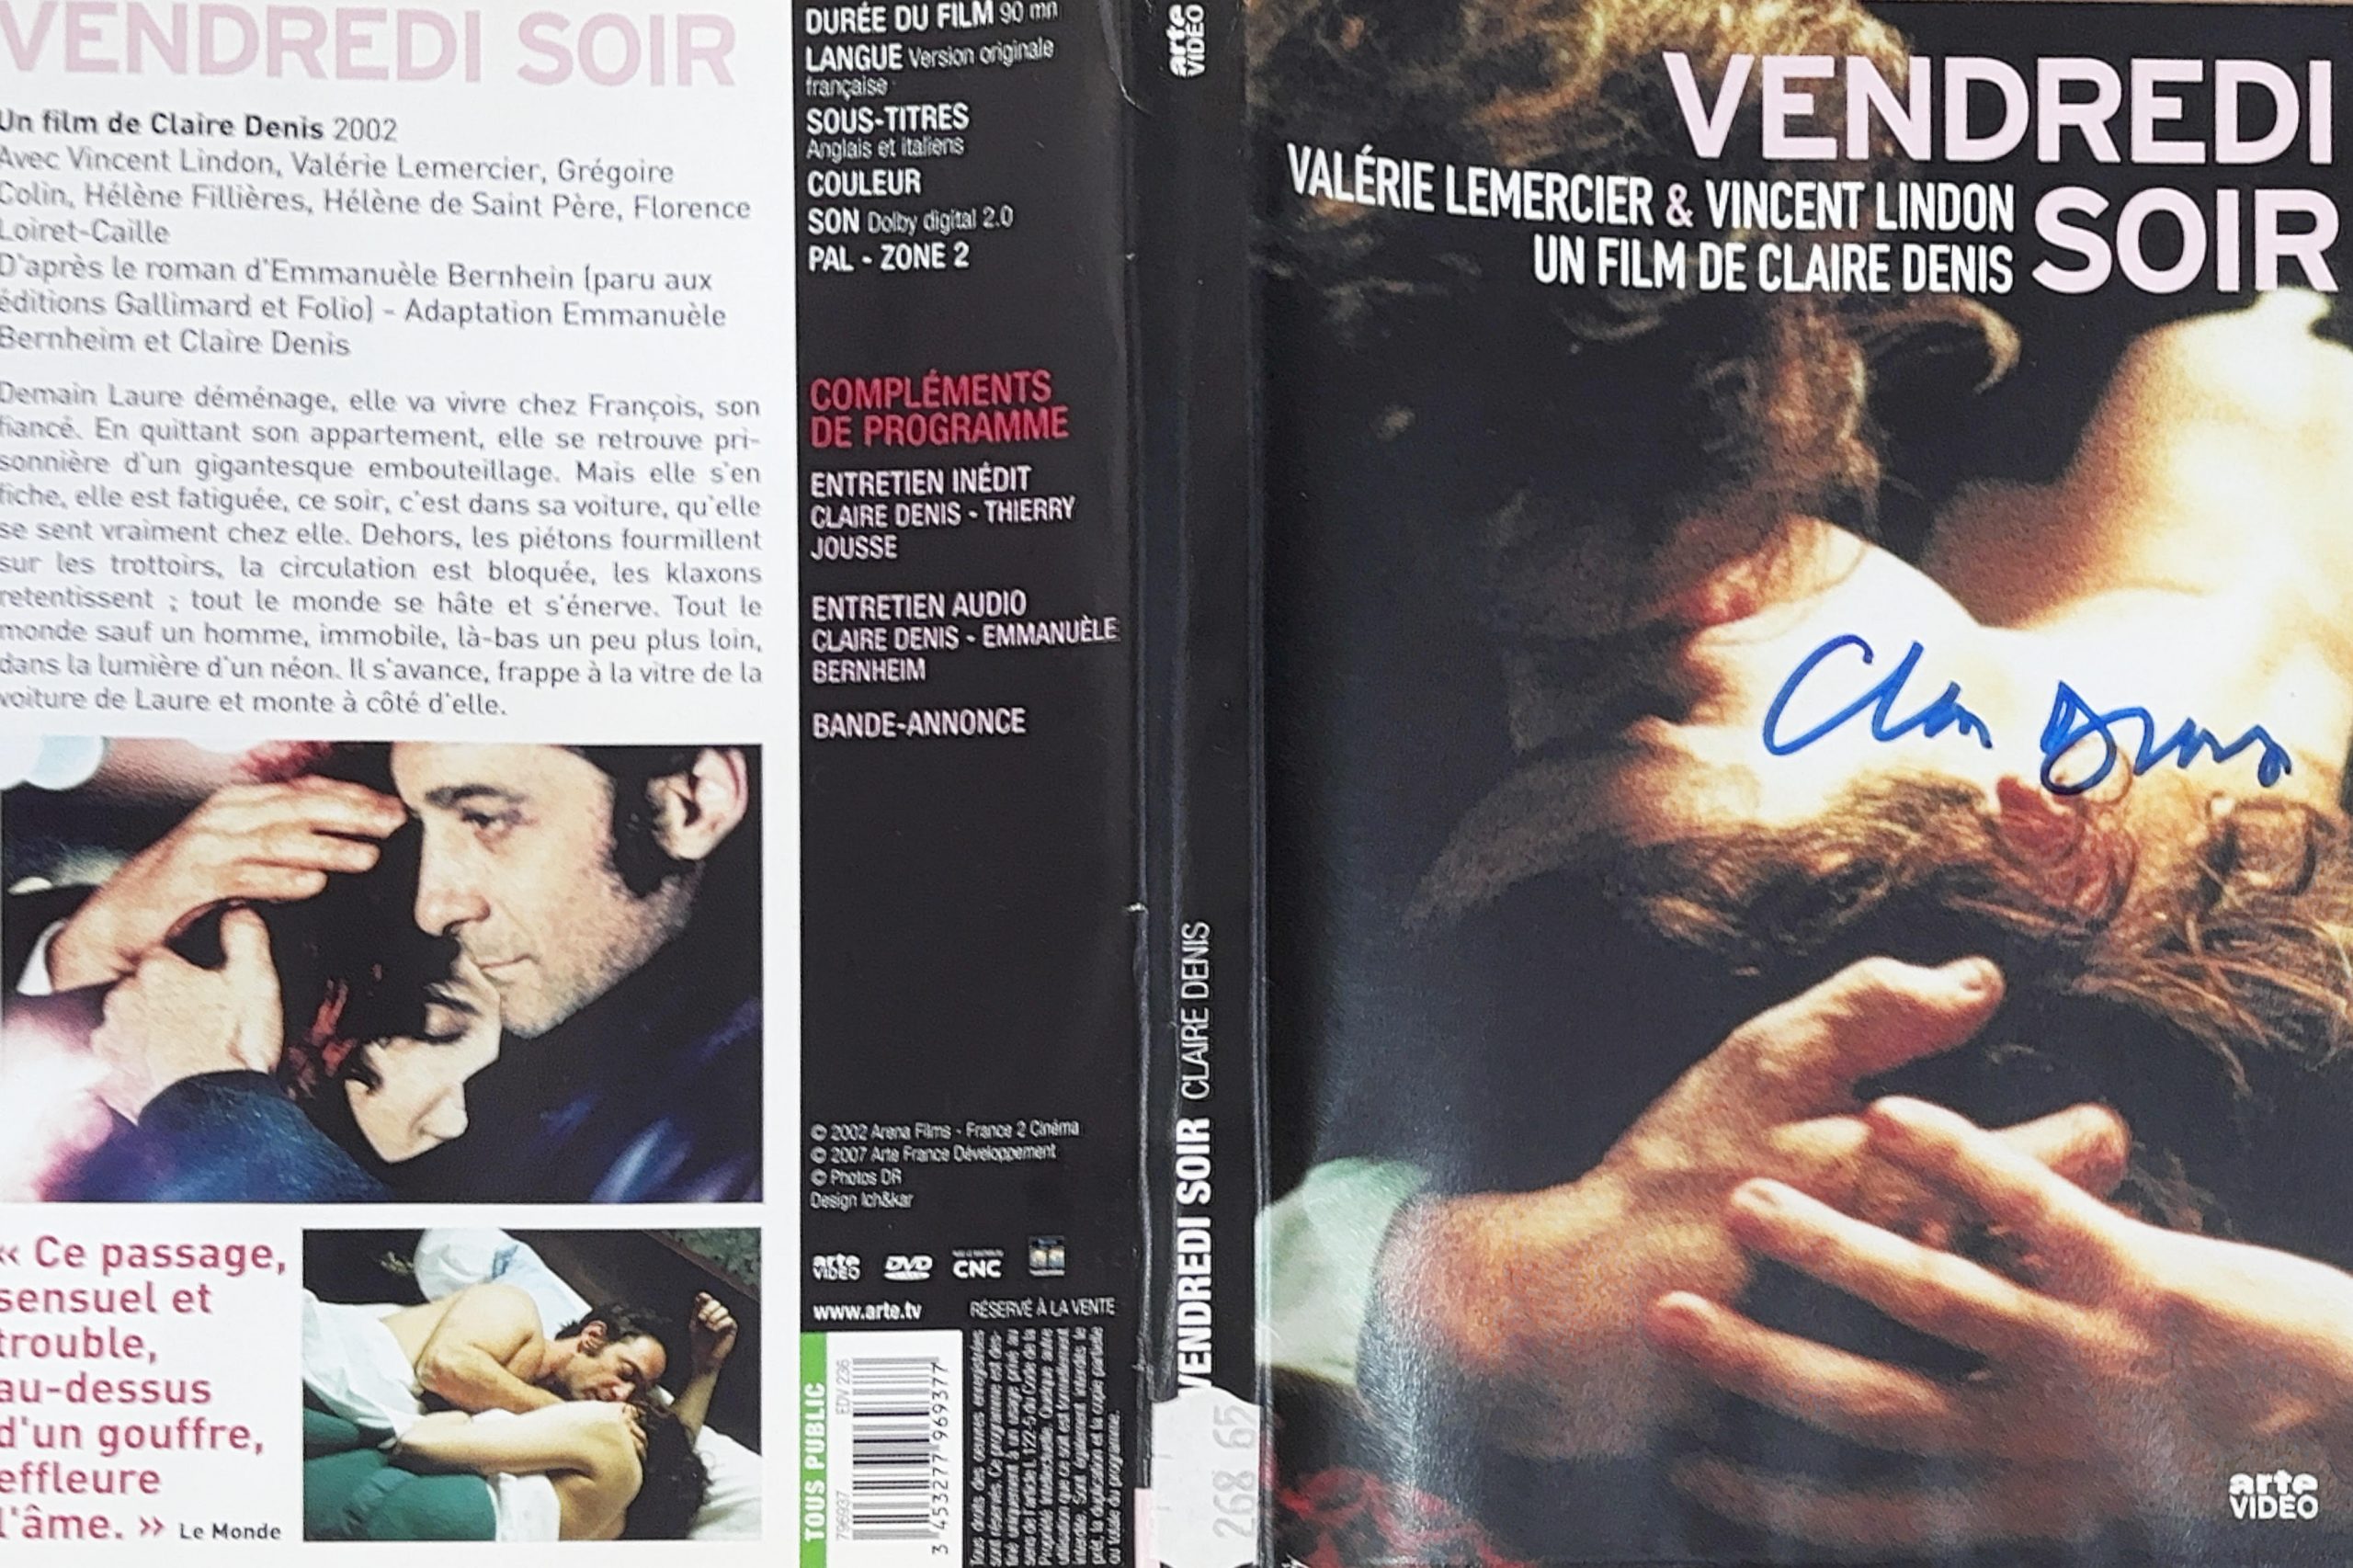 VENDREDI SOIR
Un film de Claire Denis 2002
Avec Vincent Lindon, Valérie Lemercier, Grégoire
Colin, Hélène Fillières, Hélène de Saint Père, Florence
Loiret-Caille
D'après le roman d'Emmanuèle Bernhein (paru aux
éditions Gallimard et Folio) - Adaptation Emmanuèle
Bernheim et Claire Denis
Demain Laure déménage, elle va vivre chez François, son
fiancé. En quittant son appartement, elle se retrouve pri-
sonnière d'un gigantesque embouteillage. Mais elle s'en
fiche, elle est fatiguée, ce soir, c'est dans sa voiture, qu'elle
se sent vraiment chez elle. Dehors, les piétons fourmillent
sur les trottoirs, la circulation est bloquée, les klaxons
retentissent ; tout le monde se hâte et s'énerve. Tout le
monde sauf un homme, immobile, là-bas un peu plus loin,
dans la lumière d'un néon. Il s'avance, frappe à la vitre de la
voiture de Laure et monte à côté d'elle.
« Ce passage,
sensuel et
trouble,
au-dessus
d'un gouffre,
effleure
l'âme. » Le Monde
DURÉE DU FILM 90 mn
LANGUE Version originale
française
SOUS-TITRES
Anglais et italiens
COULEUR
SON Dolby digital 2.0
PAL - ZONE 2
COMPLÉMENTS
DE PROGRAMME
ENTRETIEN INÉDIT
CLAIRE DENIS - THIERRY
JOUSSE
ENTRETIEN AUDIO
CLAIRE DENIS - EMMANUÈLE
BERNHEIM
BANDE-ANNONCE
© 2002 Arena Films - France 2 Cinéma
© 2007 Arte France Développement
© Photos DR
Design Ich&kar
arte VIDEO DVD CNC
www.arte.tv RÉSERVÉ À LA VENTE
TOUS PUBLIC
EDV 236
796937
3 453277 969377
arte VIDEO
VENDREDI SOIR CLAIRE DENIS
268 65
VENDREDI
SOIR
VALÉRIE LEMERCIER & VINCENT LINDON
UN FILM DE CLAIRE DENIS
arte
VIDEO